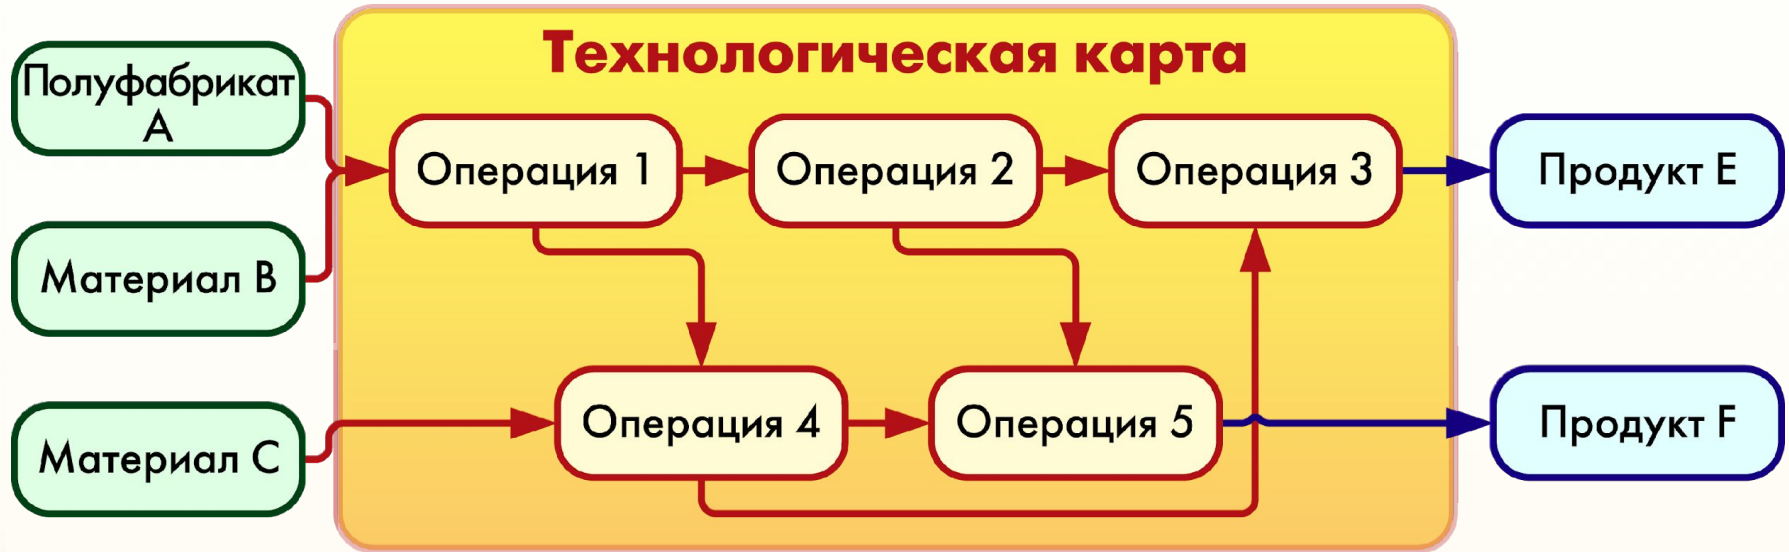 Технологическая карта
Полуфабрикат
А
Материал В
Материал С
Операция 1
Операция 2
Операция 3
Операция 4
Операция 5
Продукт Е
Продукт F